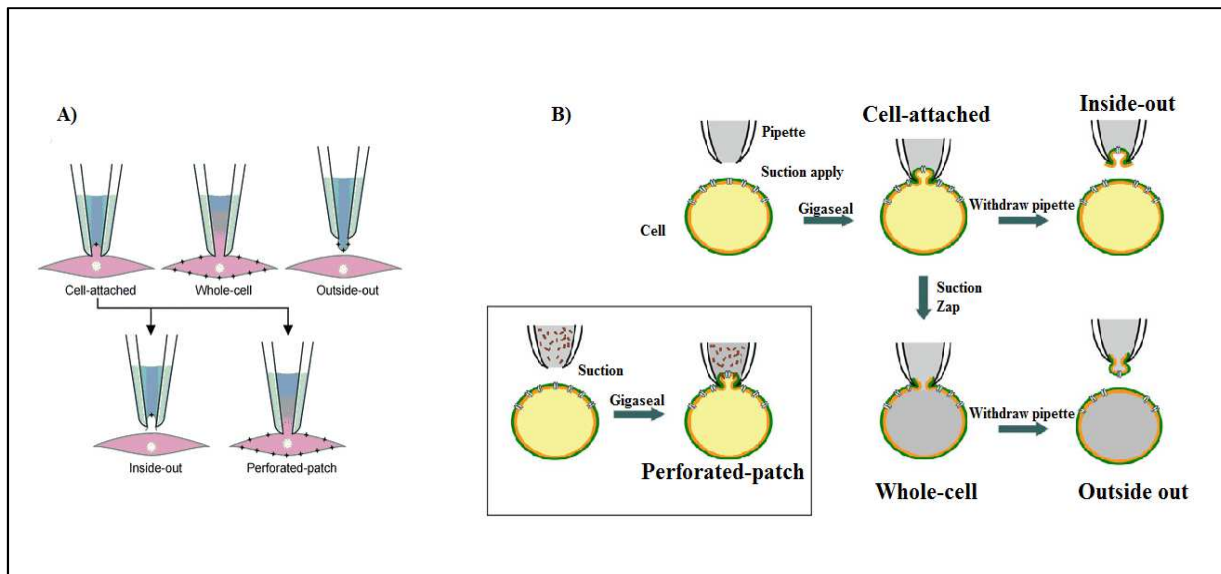 A)
Cell-attached
Whole-cell
Outside-out
Inside-out
Perforated-patch
B)
Pipette
Suction apply
Cell
Gigaseal
Cell-attached
Withdraw pipette
Inside-out
Suction
Zap
Suction
Gigaseal
Perforated-patch
Whole-cell
Withdraw pipette
Outside out